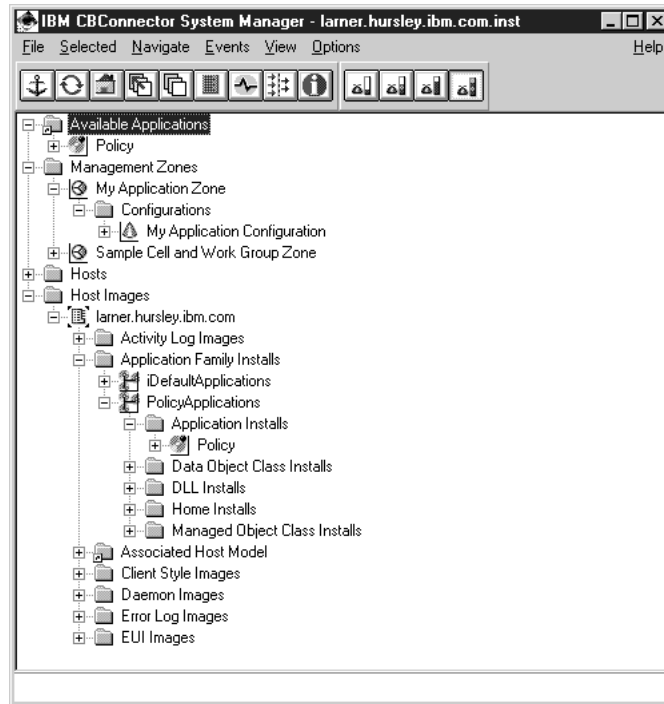 IBM CBConnector System Manager - larner.hursley.ibm.com.inst
File Selected Navigate Events View Options Help
Available Applications
Policy
Management Zones
My Application Zone
Configurations
My Application Configuration
Sample Cell and Work Group Zone
Hosts
Host Images
larner.hursley.ibm.com
Activity Log Images
Application Family Installs
iDefaultApplications
PolicyApplications
Application Installs
Policy
Data Object Class Installs
DLL Installs
Home Installs
Managed Object Class Installs
Associated Host Model
Client Style Images
Daemon Images
Error Log Images
EUI Images